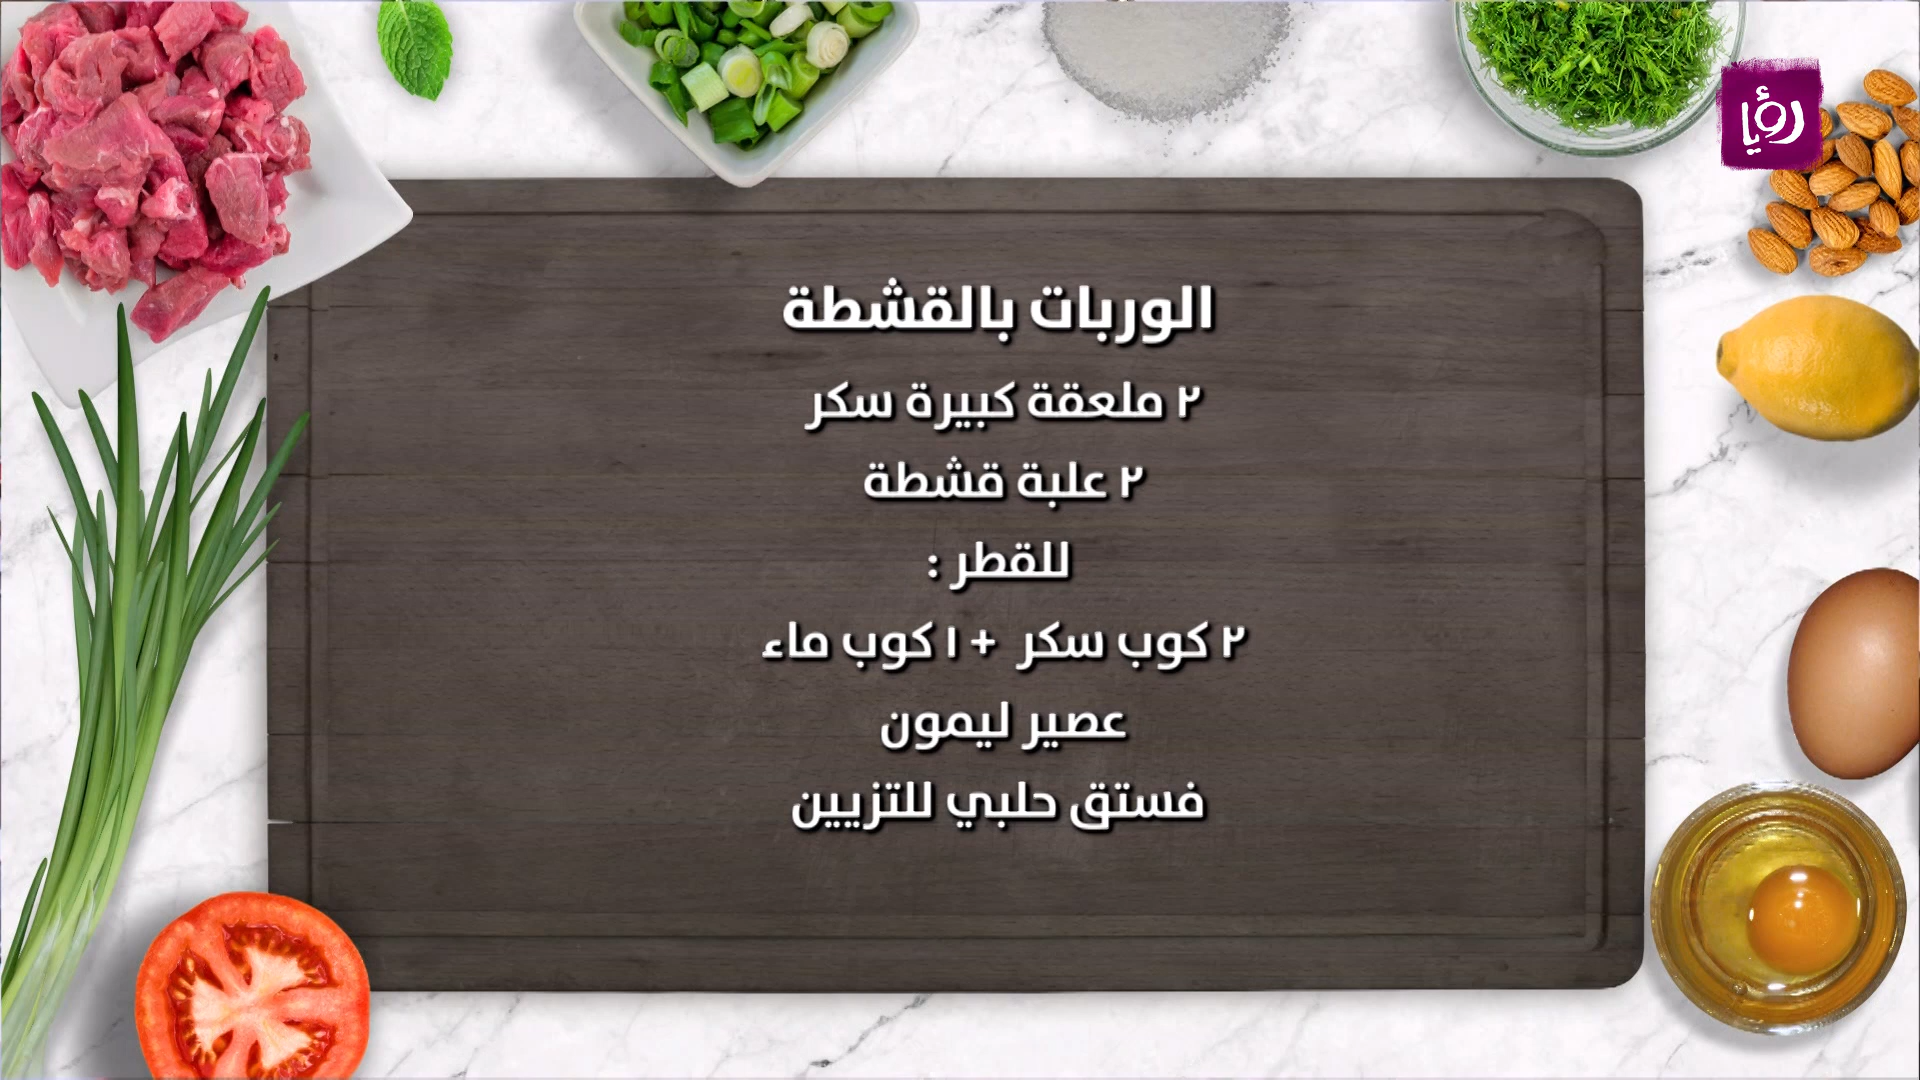 رؤيا
الوربات بالقشطة
٢ ملعقة كبيرة سكر
٢ علبة قشطة
للقطر :
٢ كوب سكر + ١ كوب ماء
عصير ليمون
فستق حلبي للتزيين